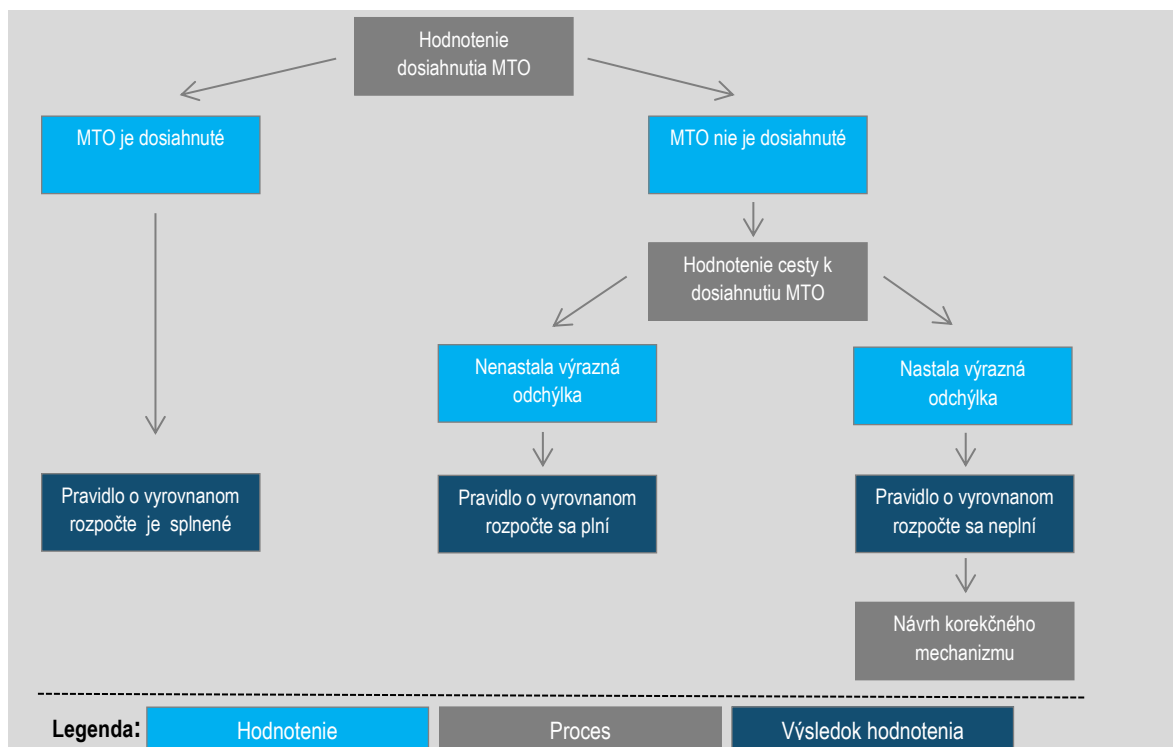 Hodnotenie
dosiahnutia MTO
MTO je dosiahnuté
MTO nie je dosiahnuté
Hodnotenie cesty k
dosiahnutiu MTO
Nenastala výrazná
odchýlka
Nastala výrazná
odchýlka
Pravidlo o vyrovnanom
rozpočte je splnené
Pravidlo o vyrovnanom
rozpočte sa plní
Pravidlo o vyrovnanom
rozpočte sa neplní
Návrh korekčného
mechanizmu
Legenda: Hodnotenie Proces Výsledok hodnotenia